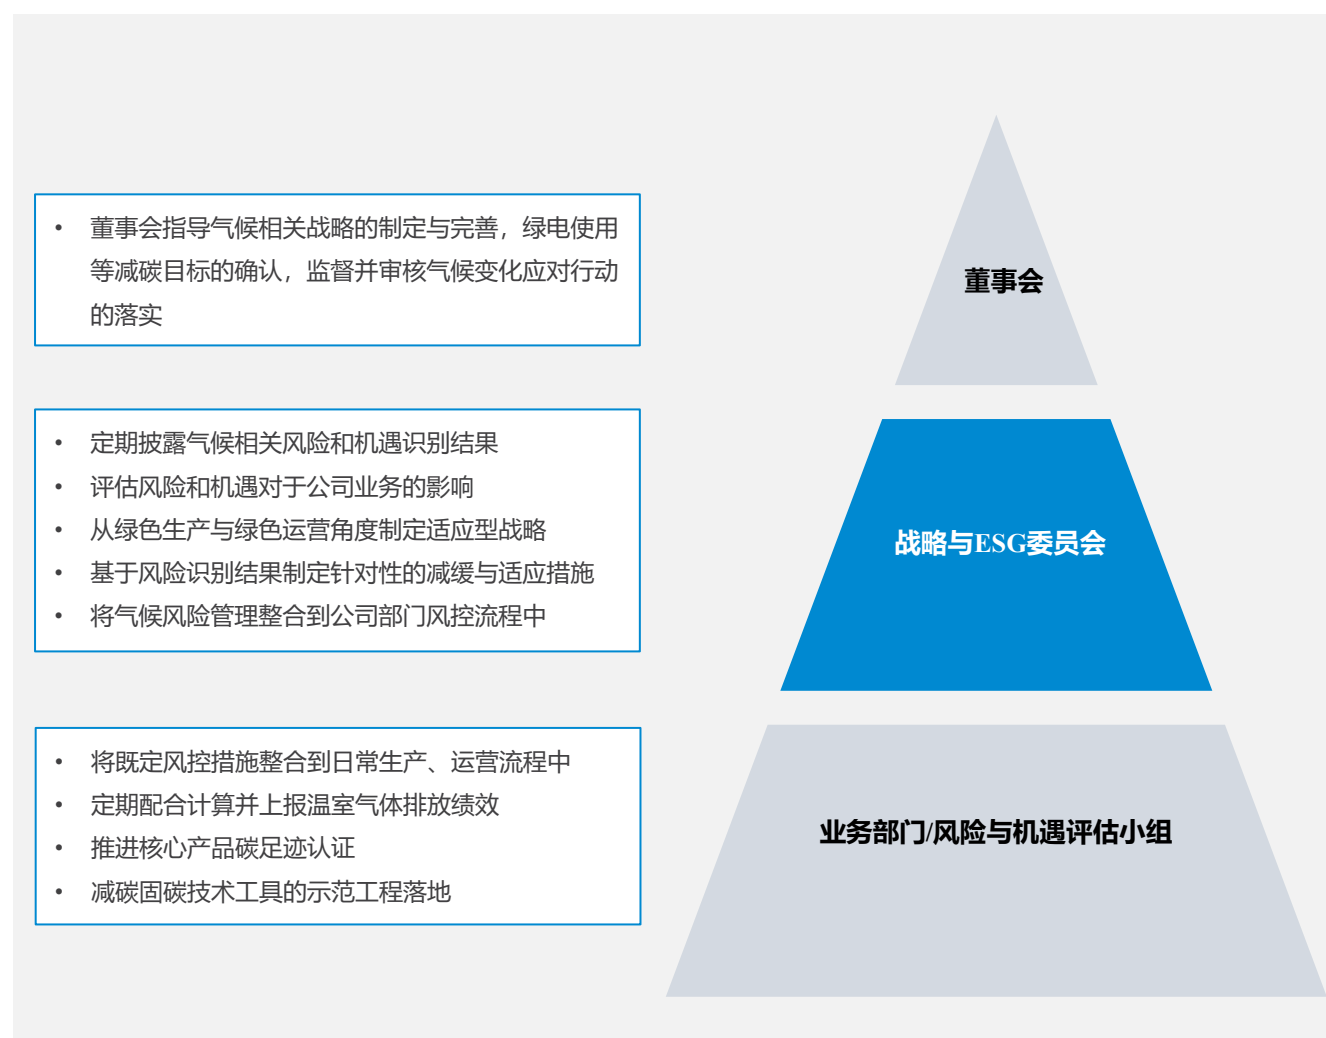 • 董事会指导气候相关战略的制定与完善，绿电使用
等减碳目标的确认，监督并审核气候变化应对行动
的落实
董事会
• 定期披露气候相关风险和机遇识别结果
• 评估风险和机遇对于公司业务的影响
• 从绿色生产与绿色运营角度制定适应型战略
• 基于风险识别结果制定针对性的减缓与适应措施
• 将气候风险管理整合到公司部门风控流程中
战略与ESG委员会
• 将既定风控措施整合到日常生产、运营流程中
• 定期配合计算并上报温室气体排放绩效
• 推进核心产品碳足迹认证
• 减碳固碳技术工具的示范工程落地
业务部门/风险与机遇评估小组